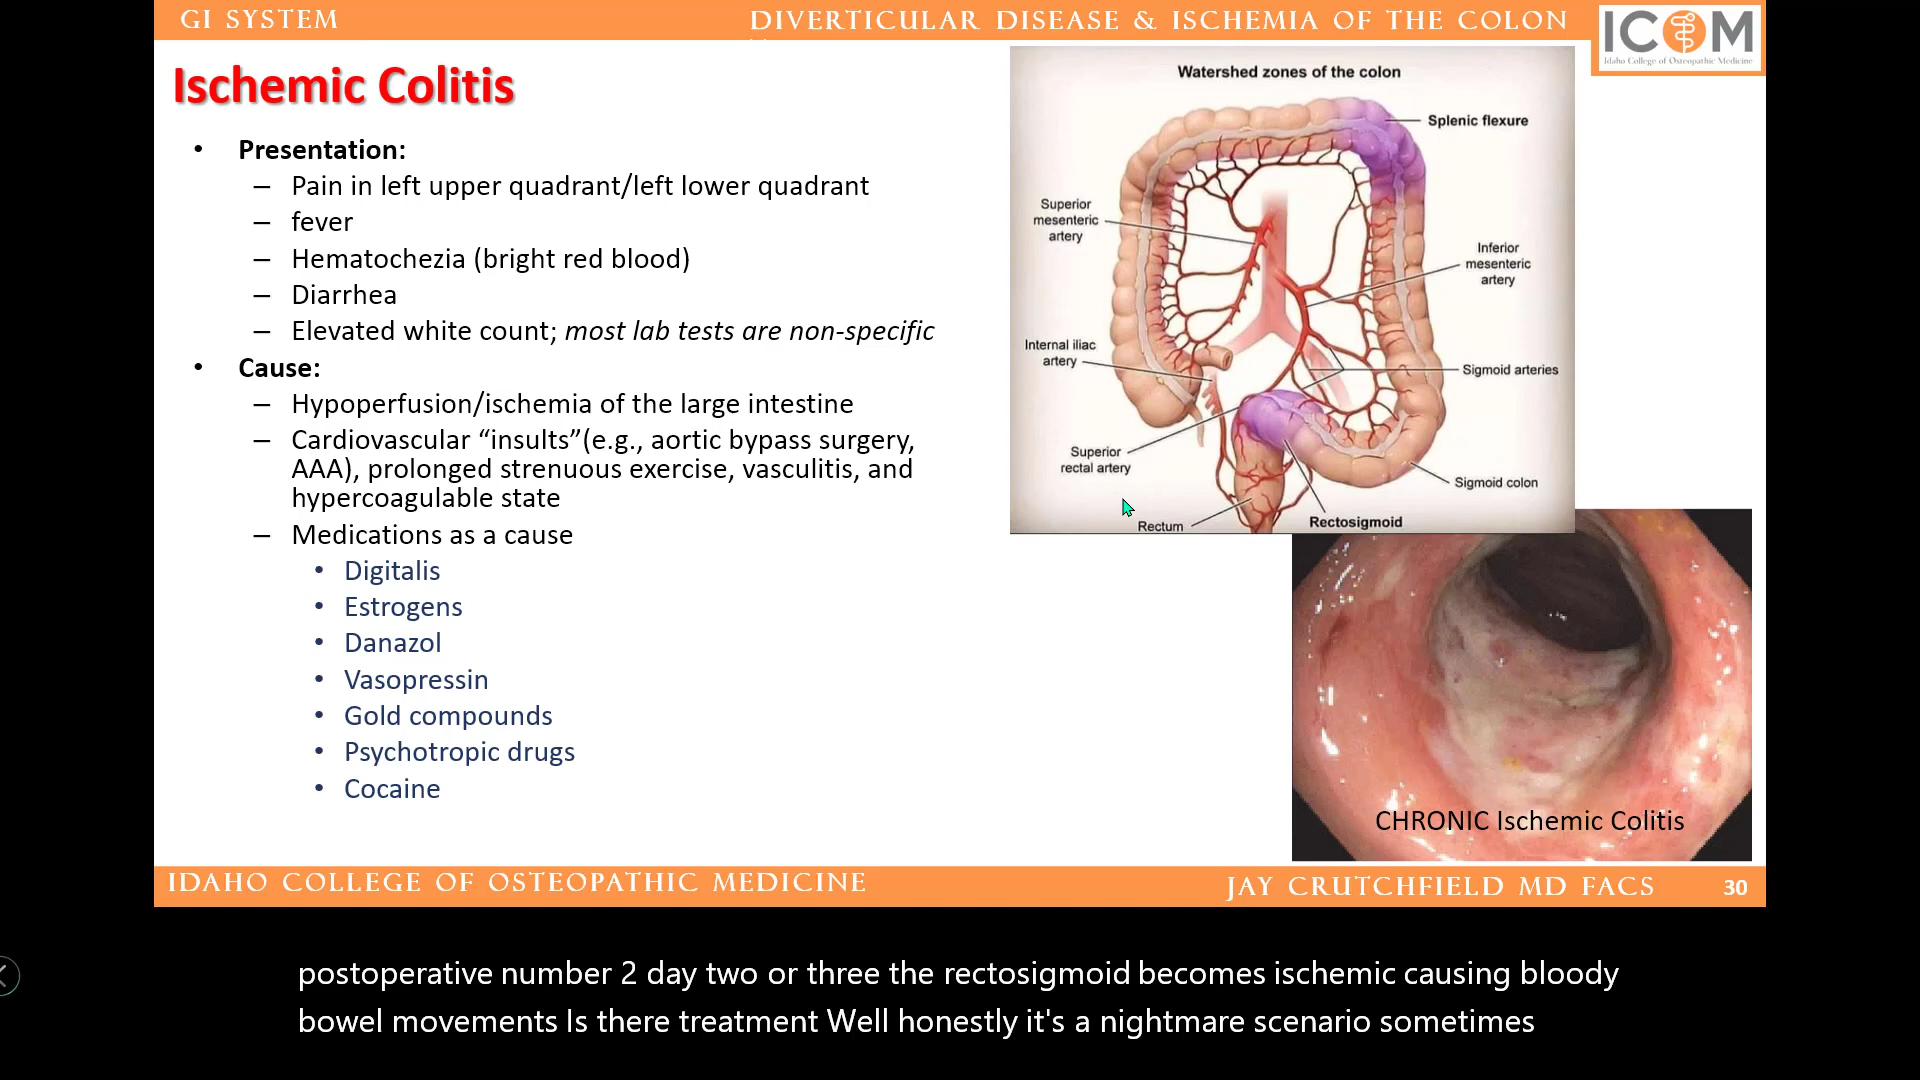 GI SYSTEM
DIVERTICULAR DISEASE & ISCHEMIA OF THE COLON
ICOM
Idaho College of Osteopathic Medicine
Ischemic Colitis
• Presentation:
– Pain in left upper quadrant/left lower quadrant
– fever
– Hematochezia (bright red blood)
– Diarrhea
– Elevated white count; most lab tests are non-specific
• Cause:
– Hypoperfusion/ischemia of the large intestine
– Cardiovascular “insults”(e.g., aortic bypass surgery,
AAA), prolonged strenuous exercise, vasculitis, and
hypercoagulable state
– Medications as a cause
• Digitalis
• Estrogens
• Danazol
• Vasopressin
• Gold compounds
• Psychotropic drugs
• Cocaine
Watershed zones of the colon
Splenic flexure
Superior
mesenteric
artery
Inferior
mesenteric
artery
Internal iliac
artery
Sigmoid arteries
Superior
rectal artery
Sigmoid colon
Rectum
Rectosigmoid
CHRONIC Ischemic Colitis
IDAHO COLLEGE OF OSTEOPATHIC MEDICINE
JAY CRUTCHFIELD MD FACS
30
postoperative number 2 day two or three the rectosigmoid becomes ischemic causing bloody
bowel movements Is there treatment Well honestly it's a nightmare scenario sometimes